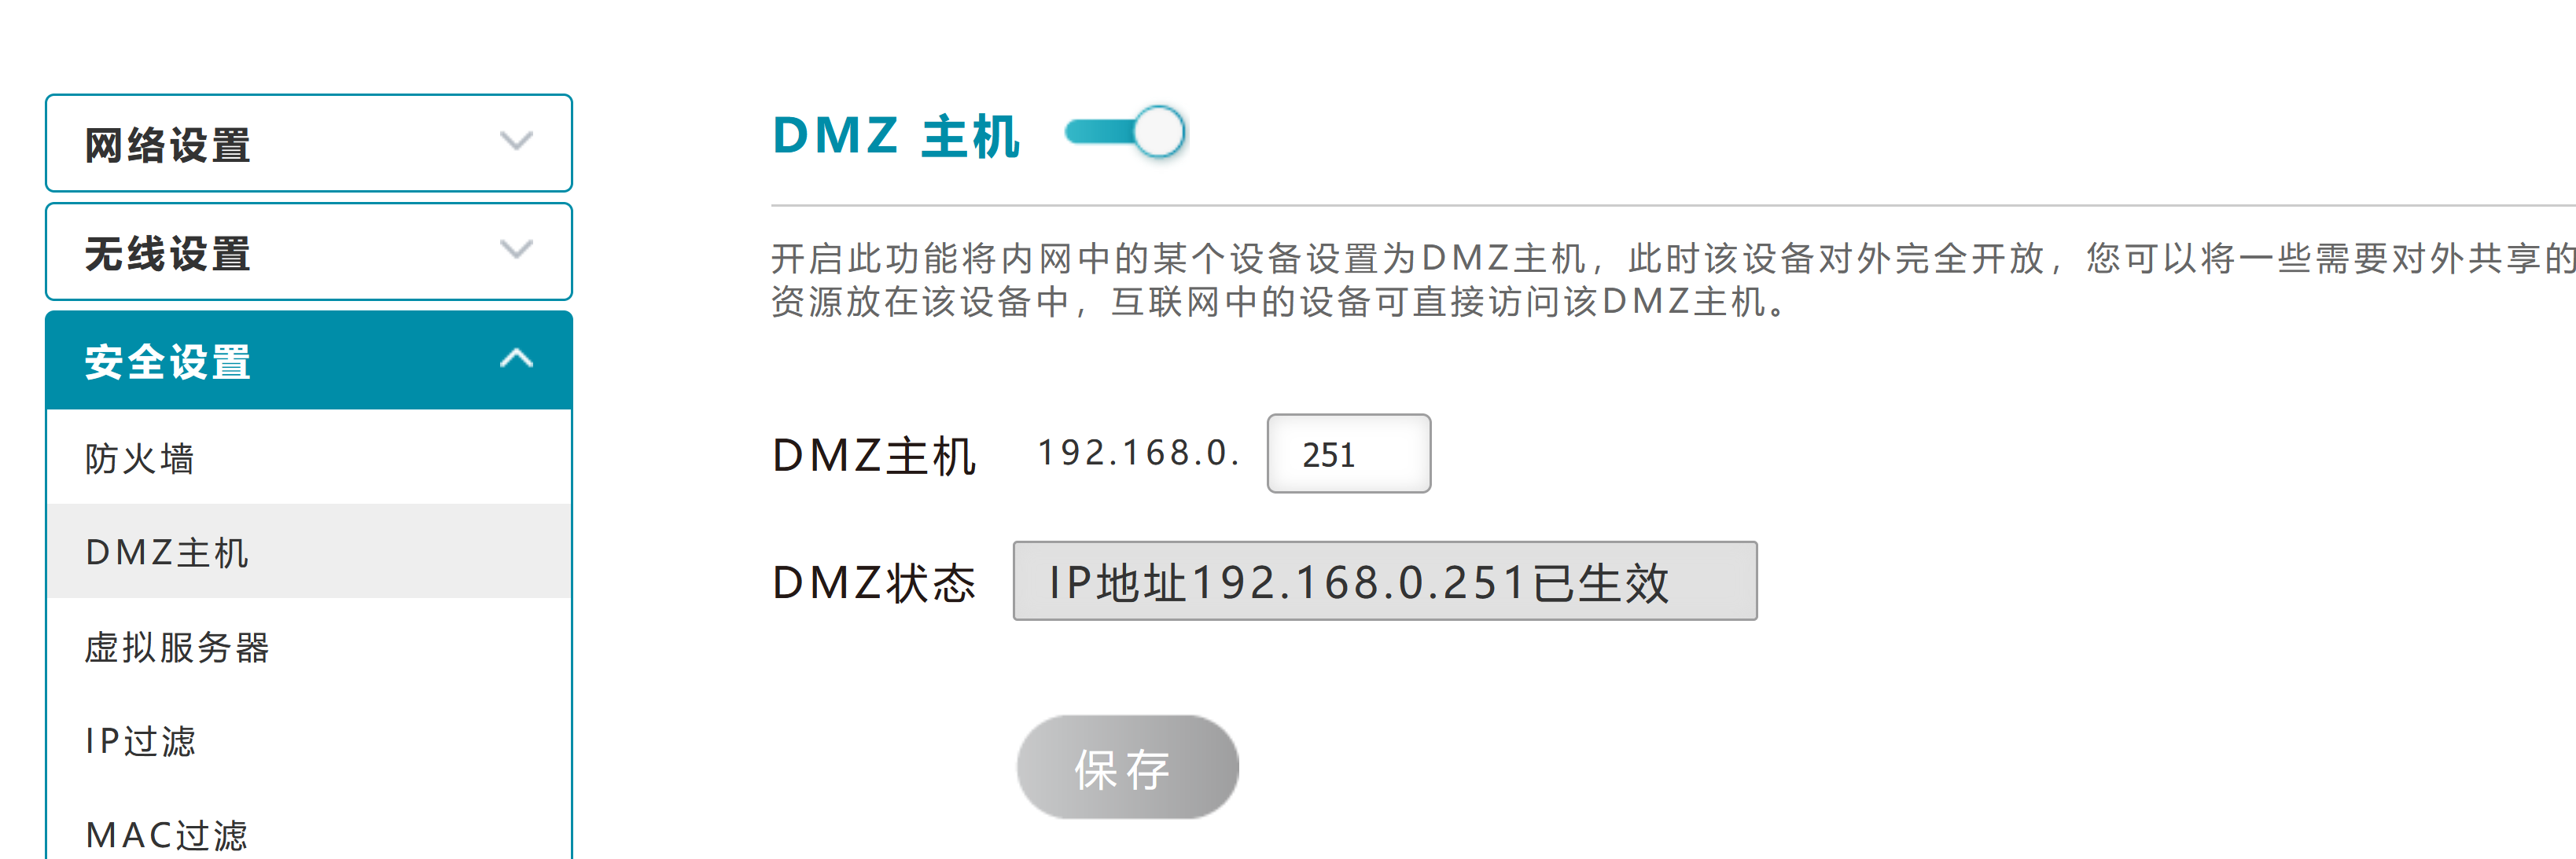 网络设置
无线设置
安全设置
防火墙
DMZ主机
虚拟服务器
IP过滤
MAC过滤
DMZ 主机
开启此功能将内网中的某个设备设置为DMZ主机，此时该设备对外完全开放，您可以将一些需要对外共享的
资源放在该设备中，互联网中的设备可直接访问该DMZ主机。
DMZ主机 192.168.0. 251
DMZ状态 IP地址192.168.0.251已生效
保存